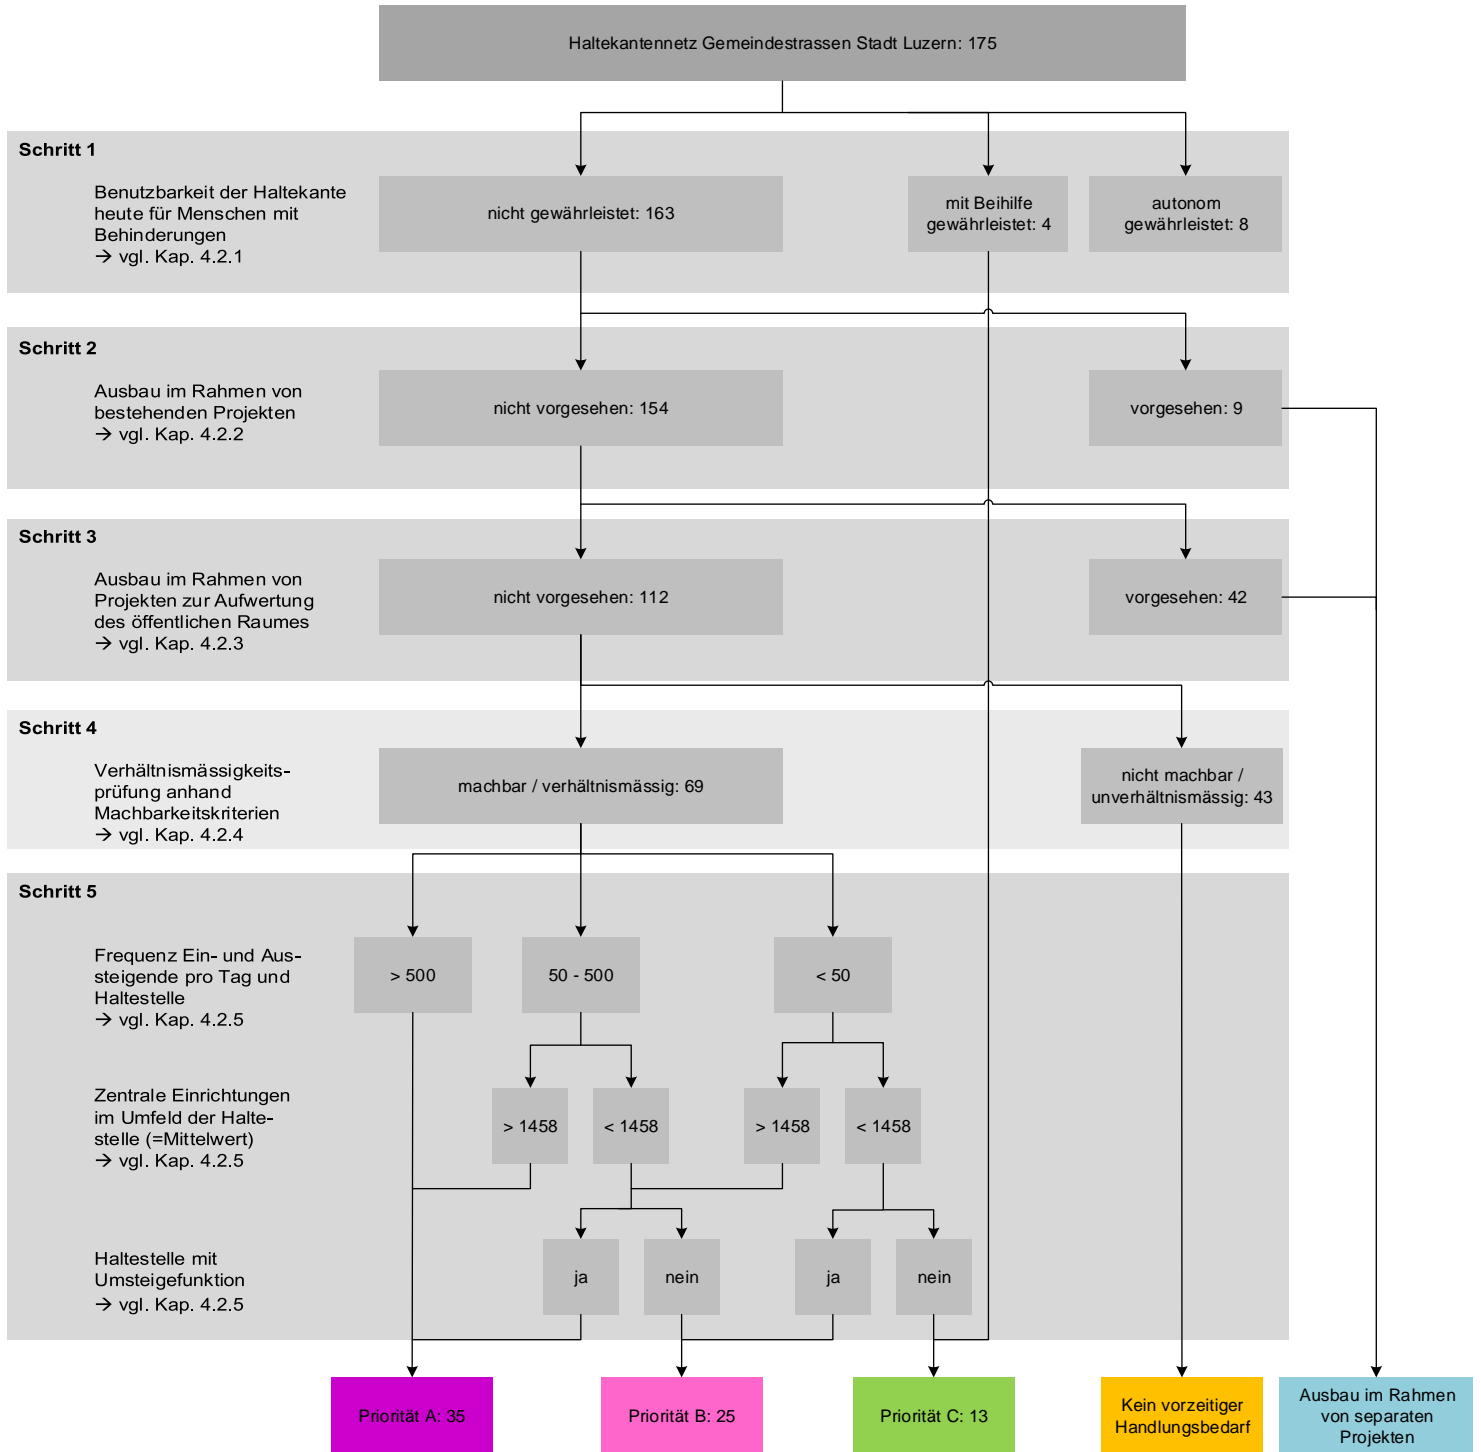 Haltekantennetz Gemeindestrassen Stadt Luzern: 175
Schritt 1
Benutzbarkeit der Haltekante
heute für Menschen mit
Behinderungen
→ vgl. Kap. 4.2.1
nicht gewährleistet: 163
mit Beihilfe
gewährleistet: 4
autonom
gewährleistet: 8
Schritt 2
Ausbau im Rahmen von
bestehenden Projekten
→ vgl. Kap. 4.2.2
nicht vorgesehen: 154
vorgesehen: 9
Schritt 3
Ausbau im Rahmen von
Projekten zur Aufwertung
des öffentlichen Raumes
→ vgl. Kap. 4.2.3
nicht vorgesehen: 112
vorgesehen: 42
Schritt 4
Verhältnismässigkeits-
prüfung anhand
Machbarkeitskriterien
→ vgl. Kap. 4.2.4
machbar / verhältnismässig: 69
nicht machbar /
unverhältnismässig: 43
Schritt 5
Frequenz Ein- und Aus-
steigende pro Tag und
Haltestelle
→ vgl. Kap. 4.2.5
> 500
50 - 500
< 50
Zentrale Einrichtungen
im Umfeld der Halte-
stelle (=Mittelwert)
→ vgl. Kap. 4.2.5
> 1458
< 1458
> 1458
< 1458
Haltestelle mit
Umsteigefunktion
→ vgl. Kap. 4.2.5
ja
nein
ja
nein
Priorität A: 35
Priorität B: 25
Priorität C: 13
Kein vorzeitiger
Handlungsbedarf
Ausbau im Rahmen
von separaten
Projekten